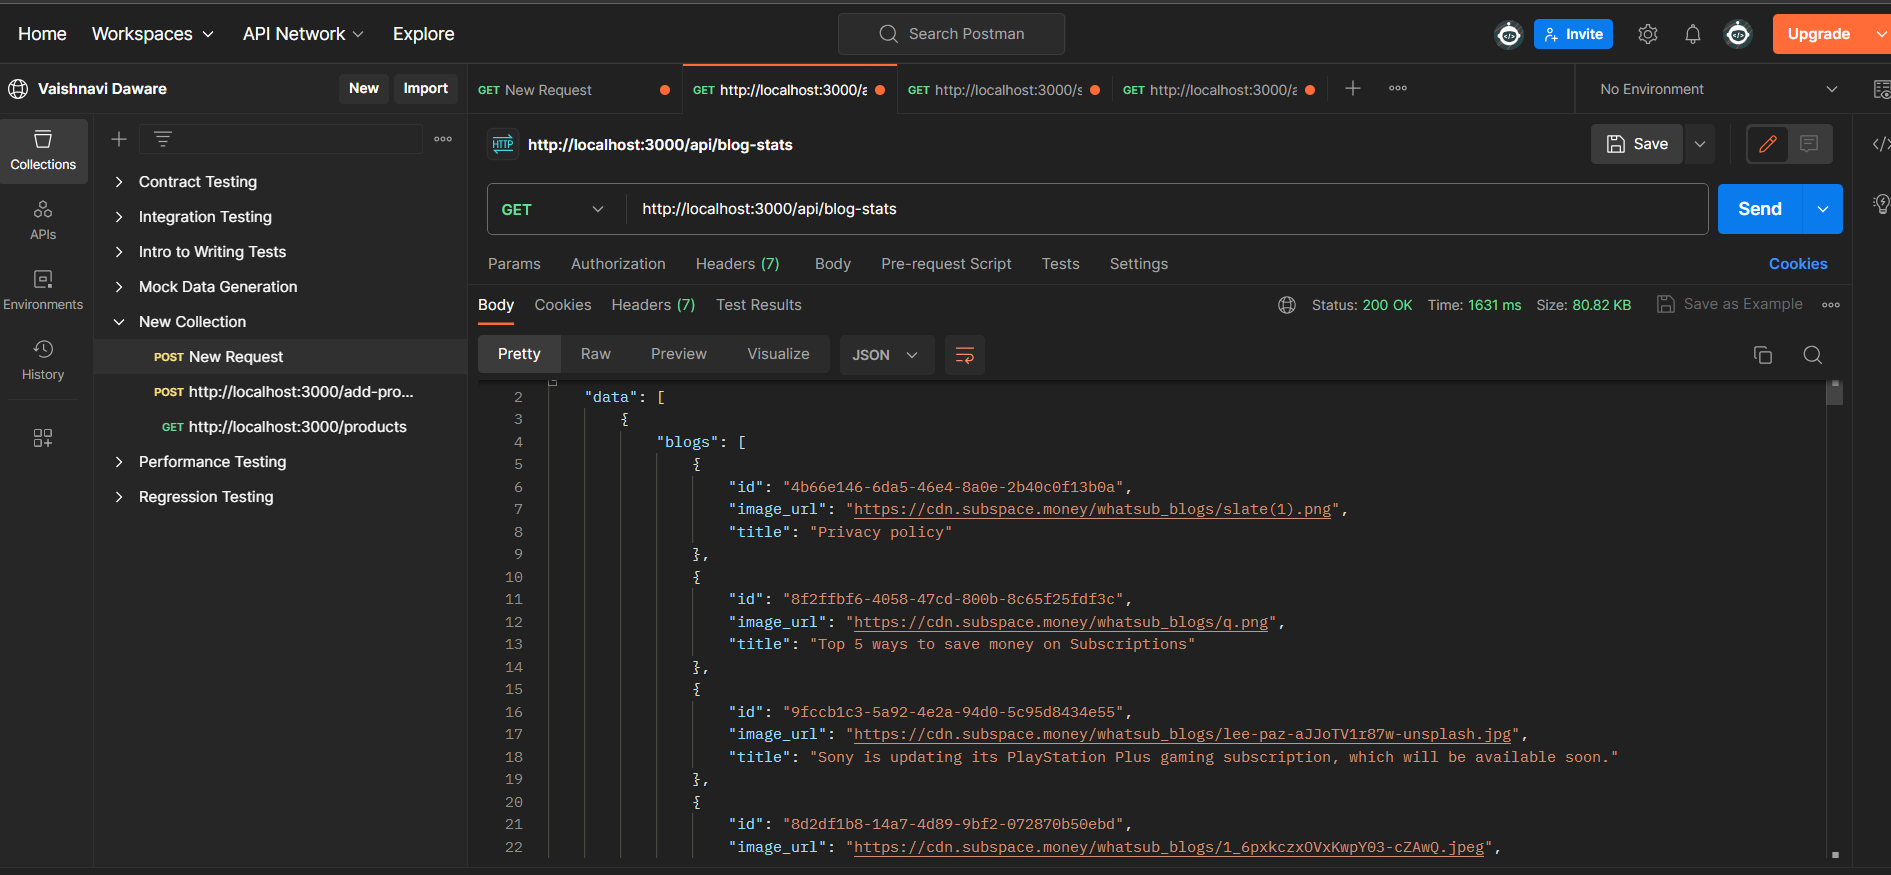 Home Workspaces API Network Explore Search Postman Invite Upgrade
Vaishnavi Daware New Import
GET New Request GET http://localhost:3000/a GET http://localhost:3000/s GET http://localhost:3000/a No Environment
Collections
APIs
Environments
History
Contract Testing
Integration Testing
Intro to Writing Tests
Mock Data Generation
New Collection
POST New Request
POST http://localhost:3000/add-pro...
GET http://localhost:3000/products
Performance Testing
Regression Testing
HTTP http://localhost:3000/api/blog-stats Save
GET http://localhost:3000/api/blog-stats Send
Params Authorization Headers (7) Body Pre-request Script Tests Settings Cookies
Body Cookies Headers (7) Test Results Status: 200 OK Time: 1631 ms Size: 80.82 KB Save as Example
Pretty Raw Preview Visualize JSON
2 "data": [
3 {
4 "blogs": [
5 {
6 "id": "4b66e146-6da5-46e4-8a0e-2b40c0f13b0a",
7 "image_url": "https://cdn.subspace.money/whatsub_blogs/slate(1).png",
8 "title": "Privacy policy"
9 },
10 {
11 "id": "8f2ffbf6-4058-47cd-800b-8c65f25fdf3c",
12 "image_url": "https://cdn.subspace.money/whatsub_blogs/q.png",
13 "title": "Top 5 ways to save money on Subscriptions"
14 },
15 {
16 "id": "9fccb1c3-5a92-4e2a-94d0-5c95d8434e55",
17 "image_url": "https://cdn.subspace.money/whatsub_blogs/lee-paz-aJJoTV1r87w-unsplash.jpg",
18 "title": "Sony is updating its PlayStation Plus gaming subscription, which will be available soon."
19 },
20 {
21 "id": "8d2df1b8-14a7-4d89-9bf2-072870b50ebd",
22 "image_url": "https://cdn.subspace.money/whatsub_blogs/1_6pxkczxOVxKwpY03-cZAwQ.jpeg",